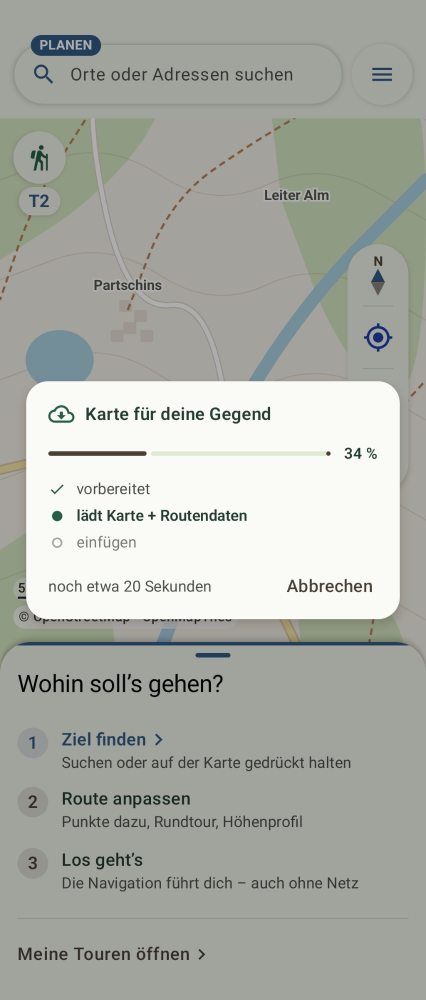 PLANEN
Orte oder Adressen suchen
T2
Leiter Alm
N
Partschins
Karte für deine Gegend
34 %
vorbereitet
lädt Karte + Routendaten
einfügen
noch etwa 20 Sekunden
Abbrechen
5
© OpenStreetMap OpenMapTiles
Wohin soll's gehen?
1
Ziel finden
Suchen oder auf der Karte gedrückt halten
2
Route anpassen
Punkte dazu, Rundtour, Höhenprofil
3
Los geht's
Die Navigation führt dich – auch ohne Netz
Meine Touren öffnen